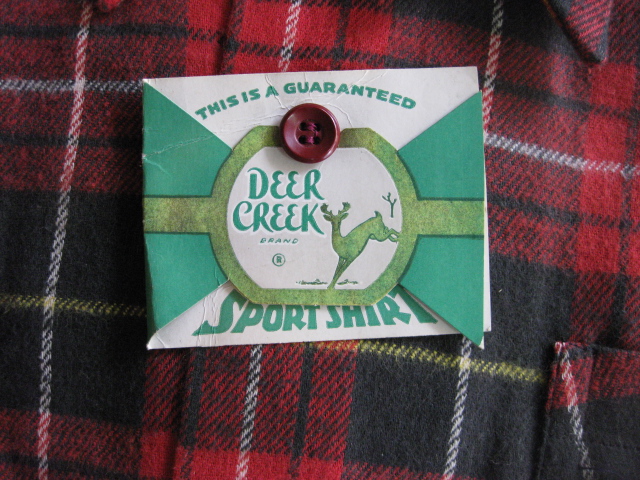 THIS IS A GUARANTEED
DEER
CREEK
BRAND
®
SPORT SHIRT